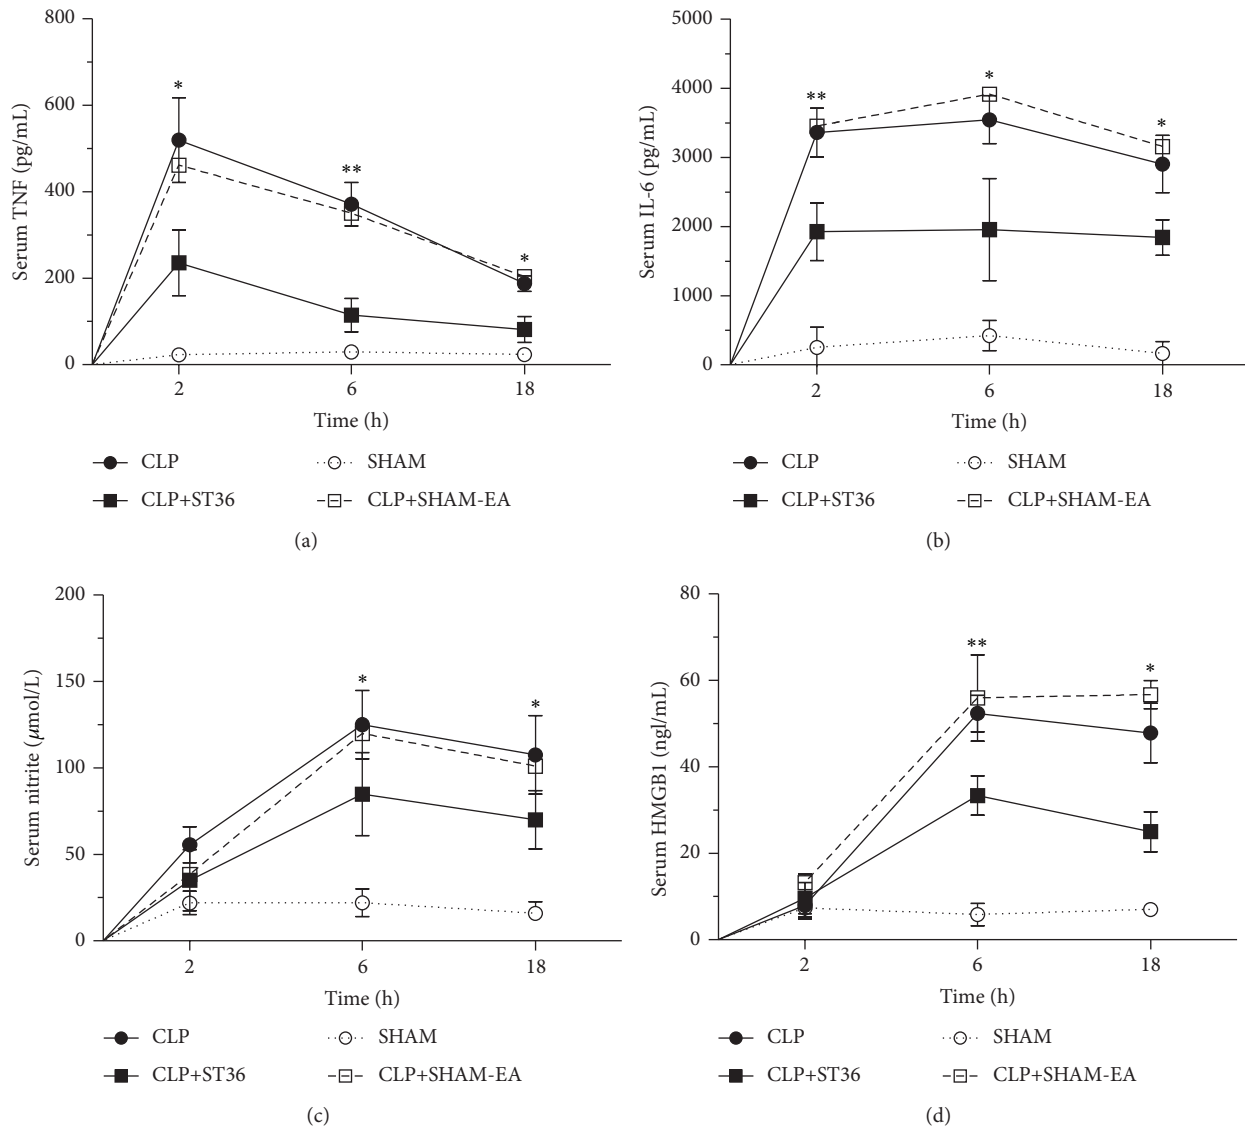 800
600
400
200
0
Serum TNF (pg/mL)
*
**
*
2 6 18
Time (h)
CLP SHAM
CLP+ST36 CLP+SHAM-EA
(a)
5000
4000
3000
2000
1000
0
Serum IL-6 (pg/mL)
**
*
*
2 6 18
Time (h)
CLP SHAM
CLP+ST36 CLP+SHAM-EA
(b)
200
150
100
50
0
Serum nitrite (μmol/L)
*
*
2 6 18
Time (h)
CLP SHAM
CLP+ST36 CLP+SHAM-EA
(c)
80
60
40
20
0
Serum HMGB1 (ngl/mL)
**
*
2 6 18
Time (h)
CLP SHAM
CLP+ST36 CLP+SHAM-EA
(d)